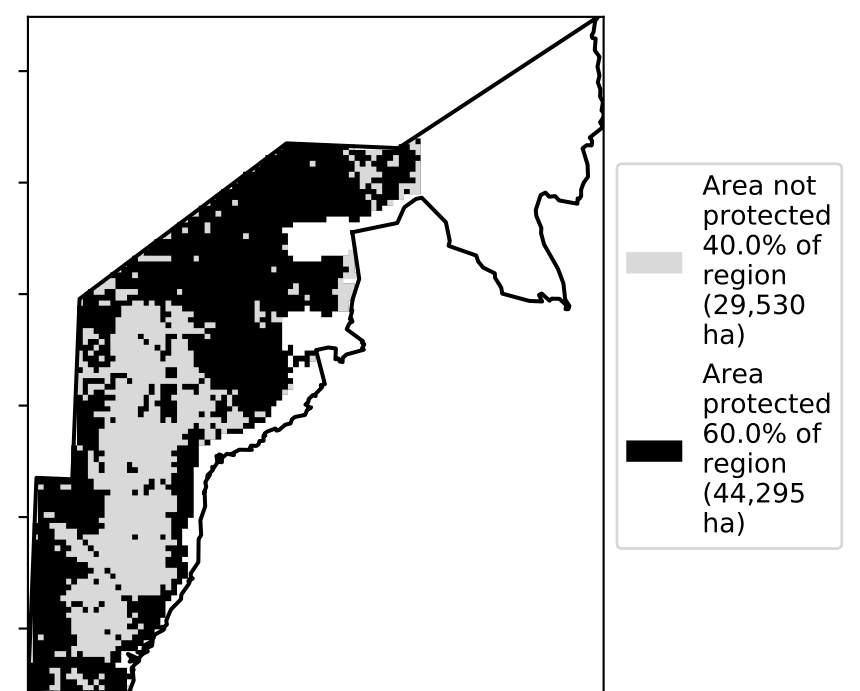 Area not
protected
40.0% of
region
(29,530
ha)
Area
protected
60.0% of
region
(44,295
ha)